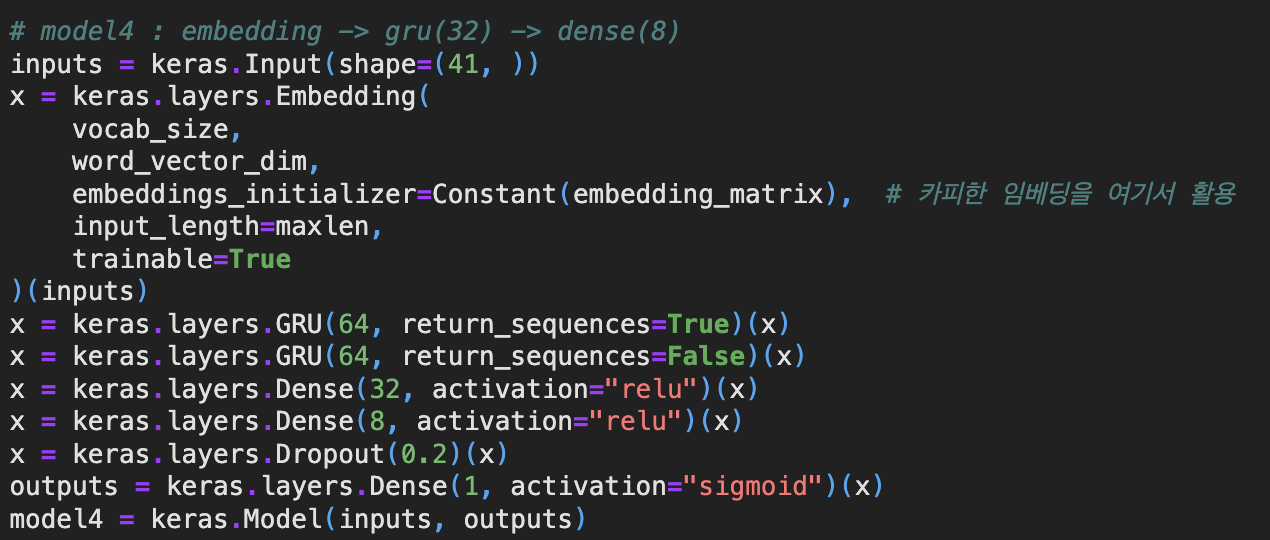 # model4 : embedding -> gru(32) -> dense(8)
inputs = keras.Input(shape=(41, ))
x = keras.layers.Embedding(
    vocab_size,
    word_vector_dim,
    embeddings_initializer=Constant(embedding_matrix),  # 카피한 임베딩을 여기서 활용
    input_length=maxlen,
    trainable=True
)(inputs)
x = keras.layers.GRU(64, return_sequences=True)(x)
x = keras.layers.GRU(64, return_sequences=False)(x)
x = keras.layers.Dense(32, activation="relu")(x)
x = keras.layers.Dense(8, activation="relu")(x)
x = keras.layers.Dropout(0.2)(x)
outputs = keras.layers.Dense(1, activation="sigmoid")(x)
model4 = keras.Model(inputs, outputs)